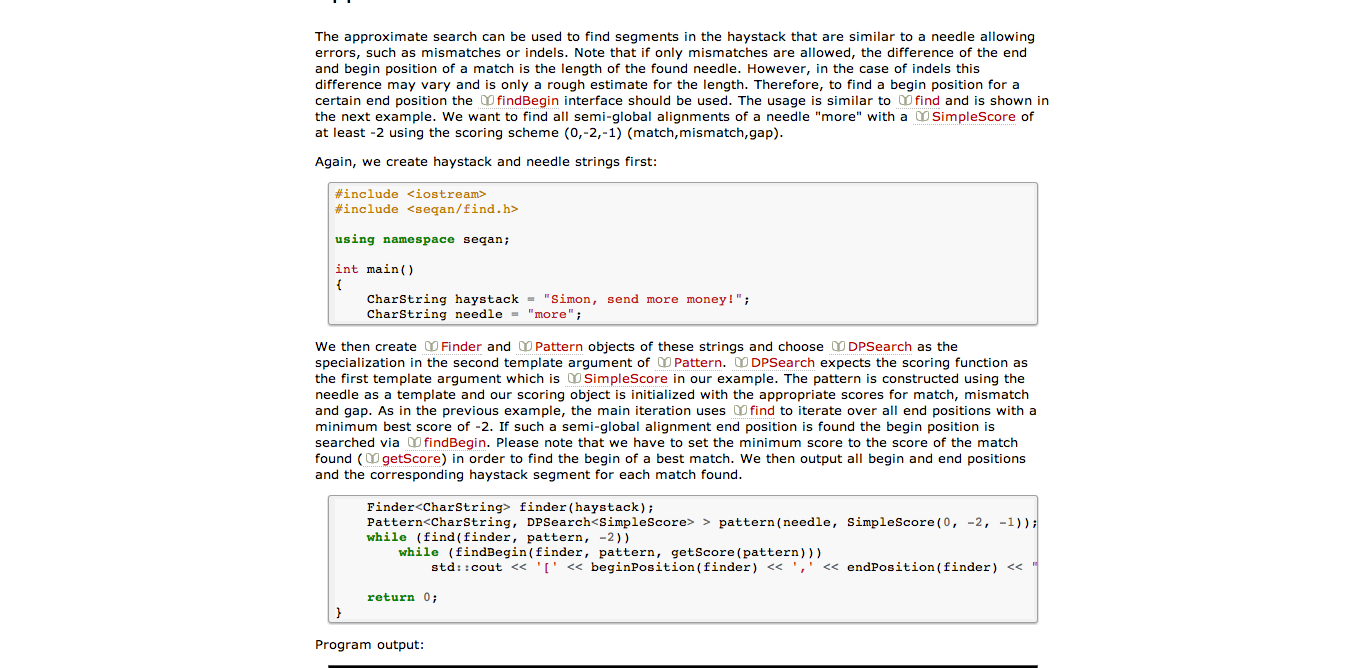 The approximate search can be used to find segments in the haystack that are similar to a needle allowing
errors, such as mismatches or indels. Note that if only mismatches are allowed, the difference of the end
and begin position of a match is the length of the found needle. However, in the case of indels this
difference may vary and is only a rough estimate for the length. Therefore, to find a begin position for a
certain end position the findBegin interface should be used. The usage is similar to find and is shown in
the next example. We want to find all semi-global alignments of a needle "more" with a SimpleScore of
at least -2 using the scoring scheme (0,-2,-1) (match,mismatch,gap).
Again, we create haystack and needle strings first:
#include <iostream>
#include <seqan/find.h>
using namespace seqan;
int main()
{
    CharString haystack = "Simon, send more money!";
    CharString needle = "more";
We then create Finder and Pattern objects of these strings and choose DPSearch as the
specialization in the second template argument of Pattern. DPSearch expects the scoring function as
the first template argument which is SimpleScore in our example. The pattern is constructed using the
needle as a template and our scoring object is initialized with the appropriate scores for match, mismatch
and gap. As in the previous example, the main iteration uses find to iterate over all end positions with a
minimum best score of -2. If such a semi-global alignment end position is found the begin position is
searched via findBegin. Please note that we have to set the minimum score to the score of the match
found ( getScore) in order to find the begin of a best match. We then output all begin and end positions
and the corresponding haystack segment for each match found.
    Finder<CharString> finder(haystack);
    Pattern<CharString, DPSearch<SimpleScore> > pattern(needle, SimpleScore(0, -2, -1));
    while (find(finder, pattern, -2))
        while (findBegin(finder, pattern, getScore(pattern)))
            std::cout << '[' << beginPosition(finder) << ',' << endPosition(finder) << "
    return 0;
}
Program output: